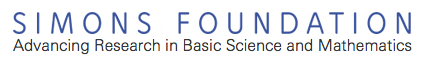 SIMONS FOUNDATION
Advancing Research in Basic Science and Mathematics